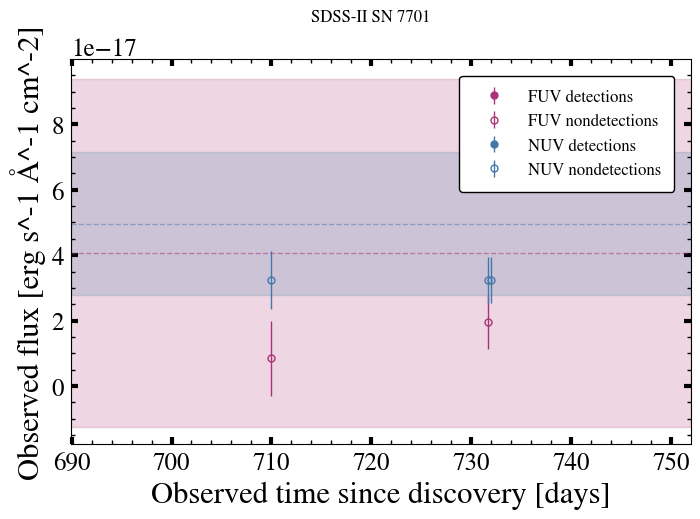 SDSS-II SN 7701
1e−17
FUV detections
FUV nondetections
NUV detections
NUV nondetections
8
6
4
2
0
Observed flux [erg s^-1 Å^-1 cm^-2]
690 700 710 720 730 740 750
Observed time since discovery [days]